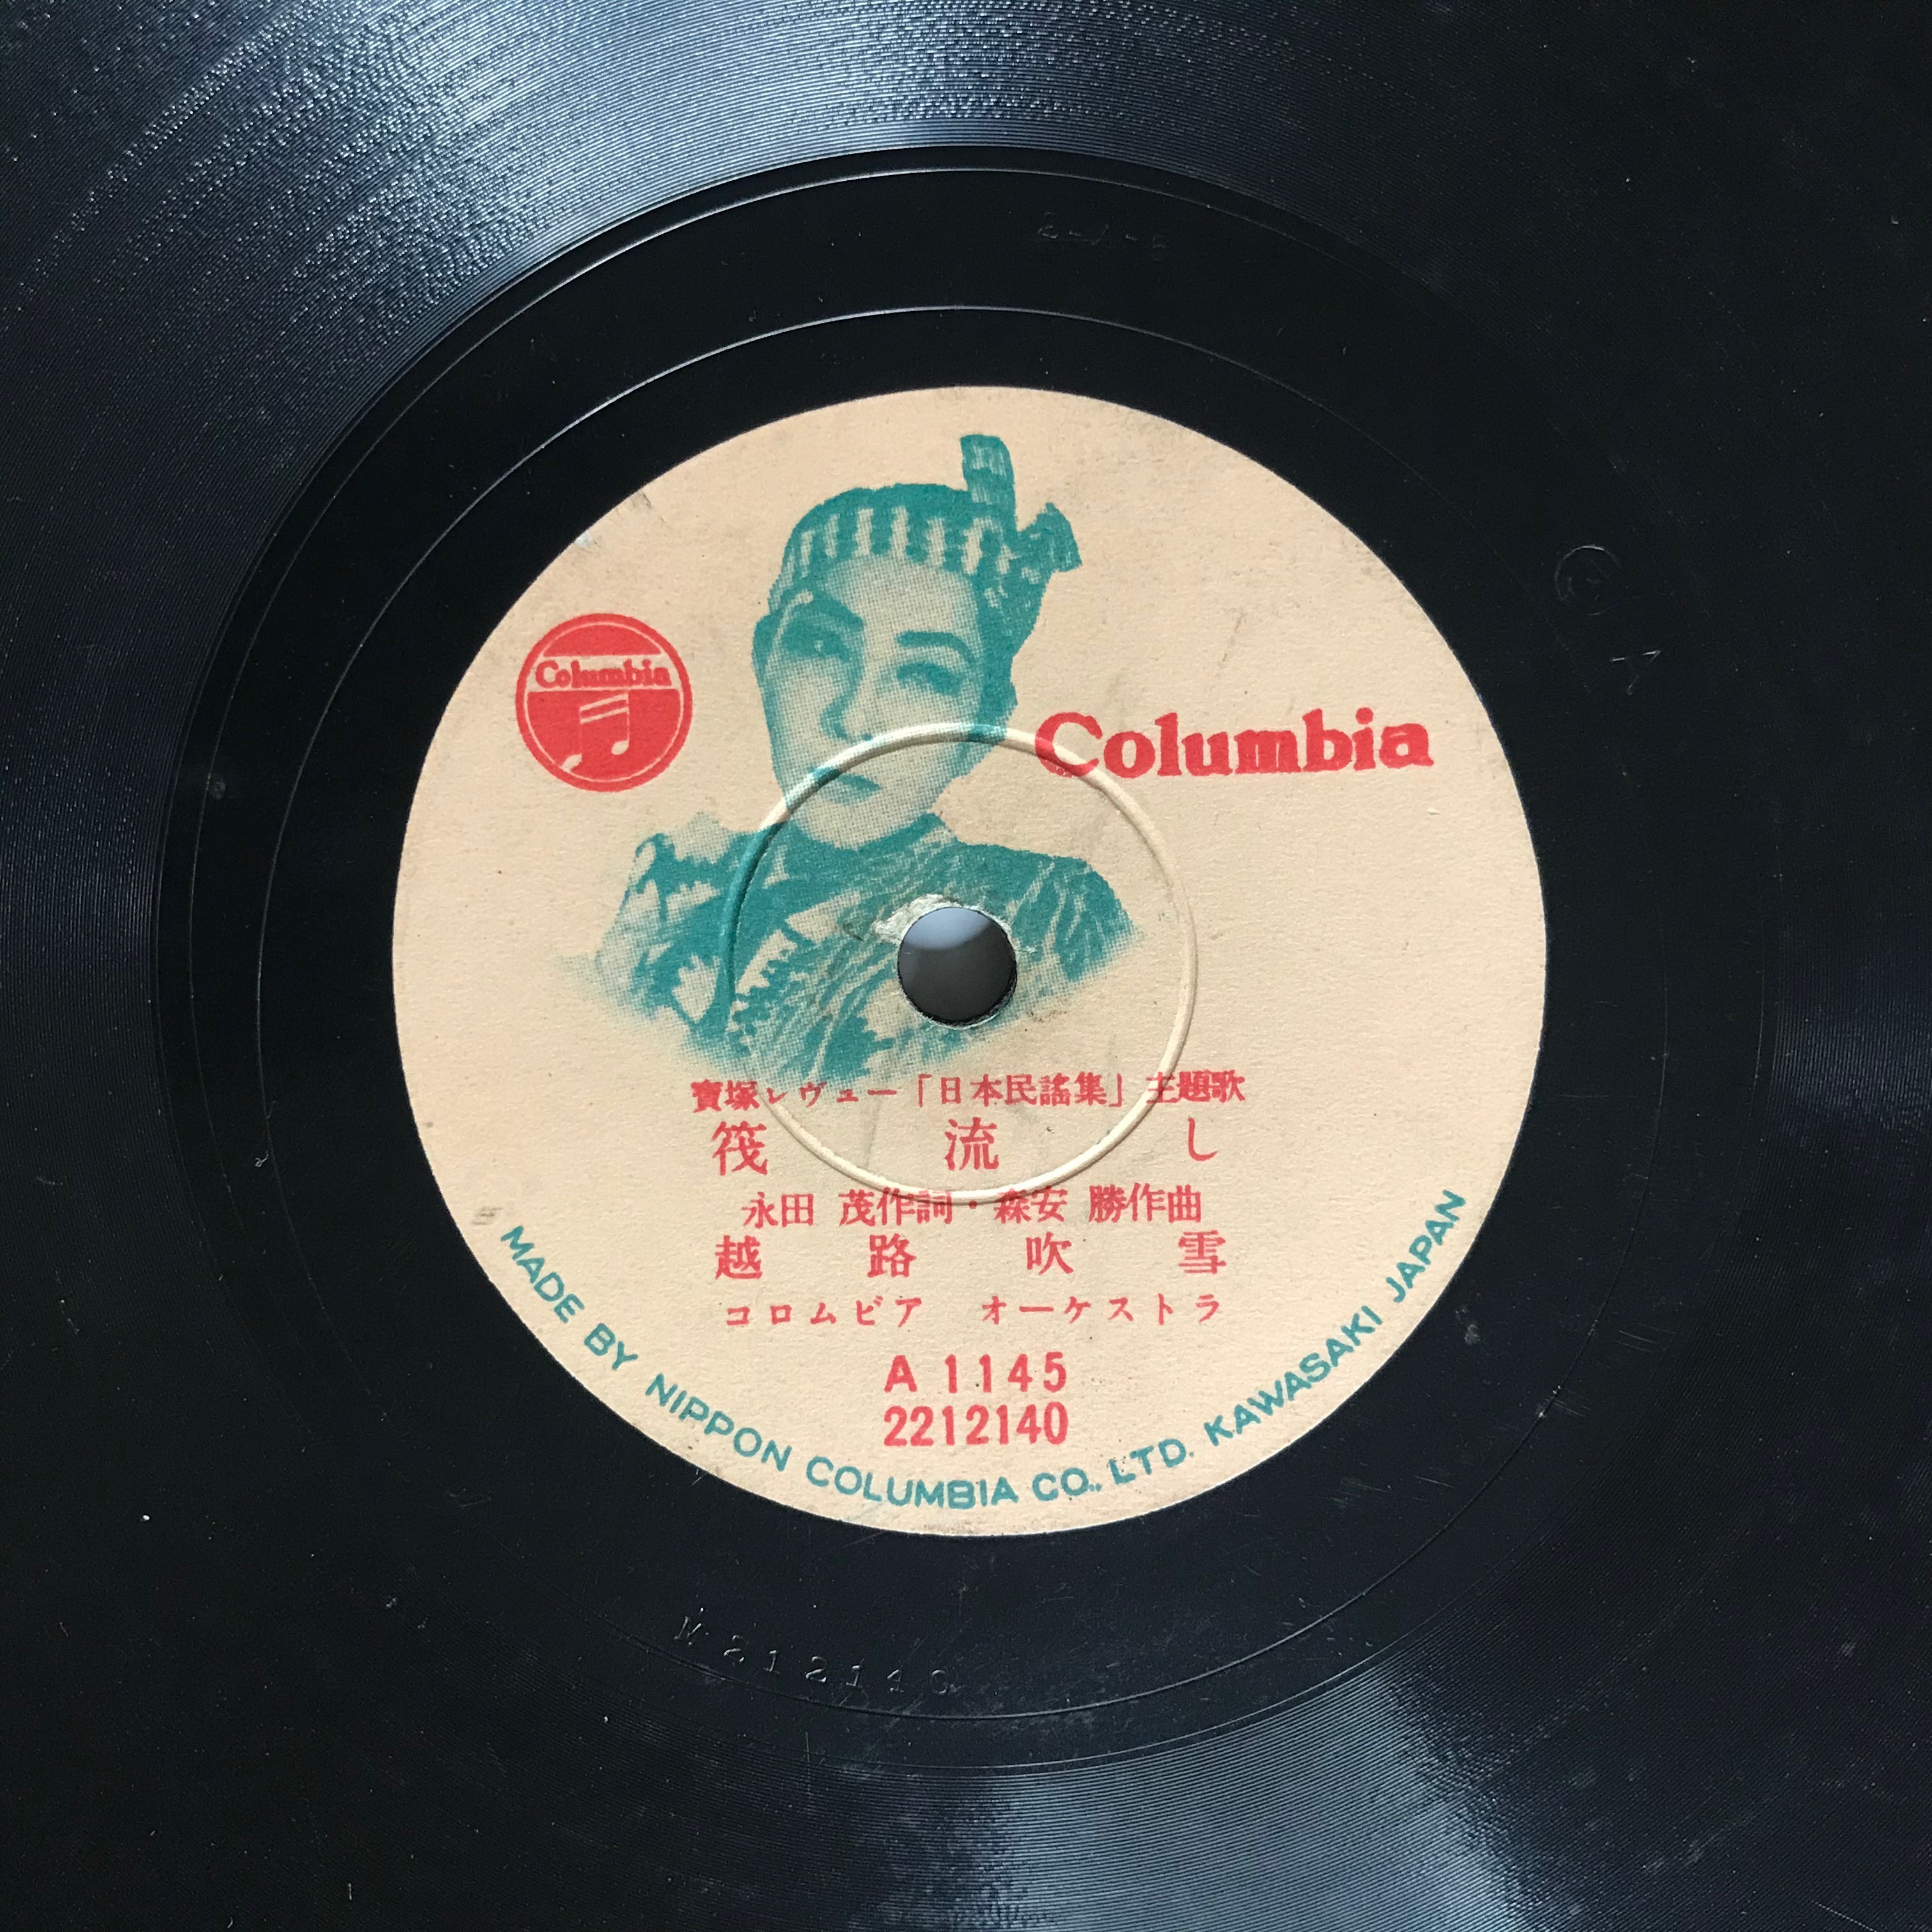 Columbia
Columbia
寶塚レヴュー「日本民謠集」主題歌
筏流し
永田 茂作詞・森安 勝作曲
越路吹雪
コロムビア オーケストラ
A 1145
2212140
MADE BY NIPPON COLUMBIA CO., LTD. KAWASAKI JAPAN
M 212140